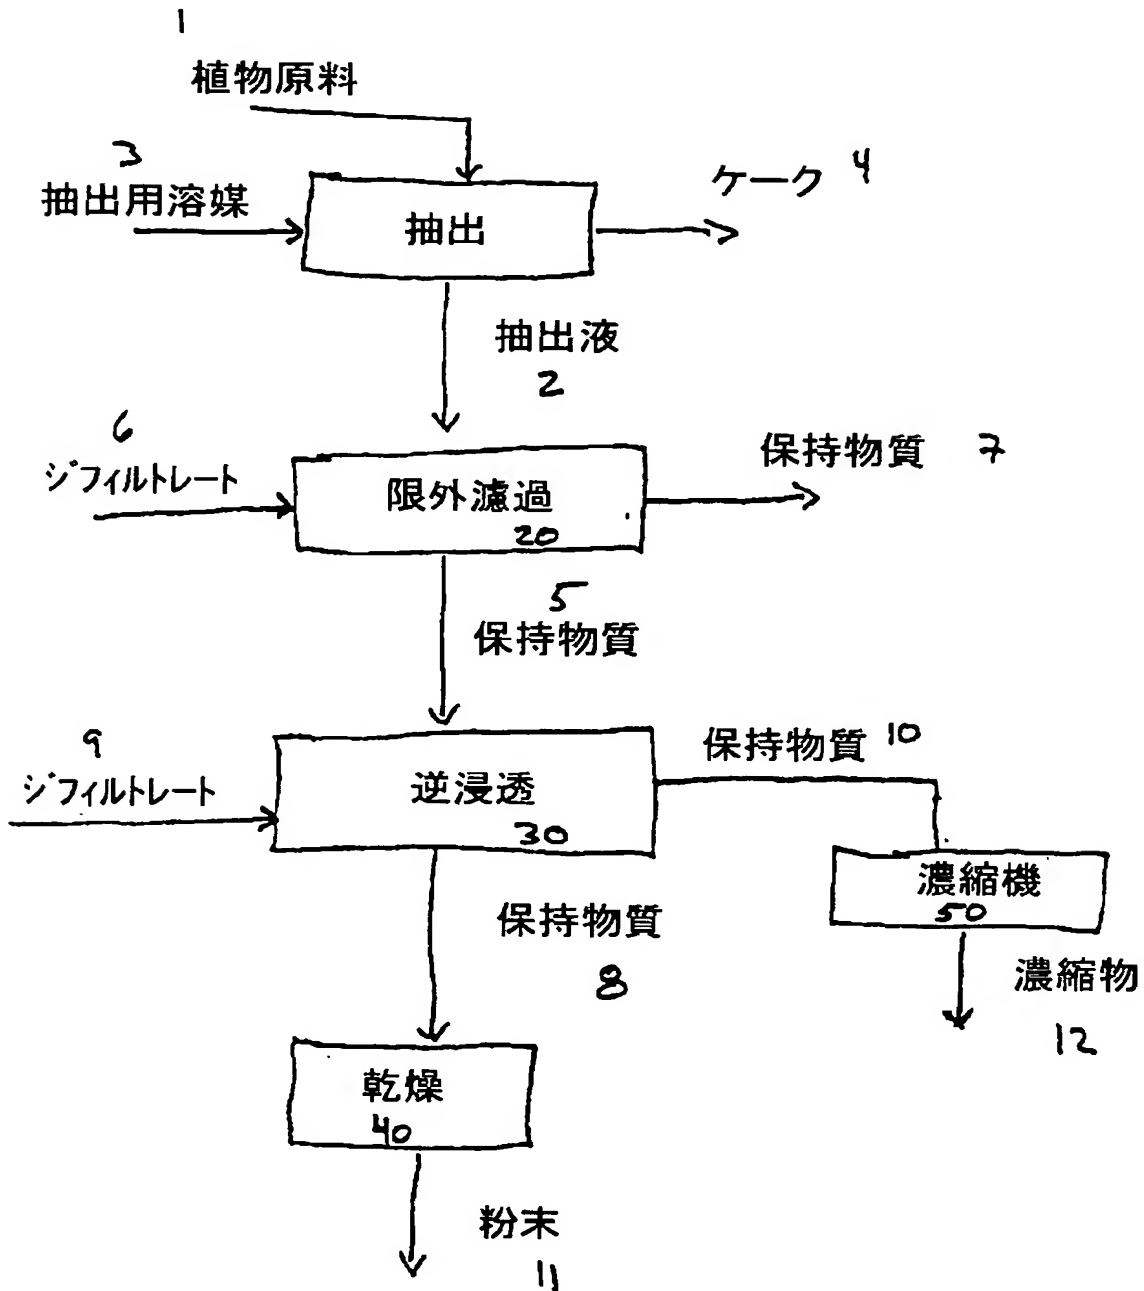 1
植物原料
3
抽出用溶媒
抽出
ケーク 4
抽出液
2
6
ジフィルトレート
限外濾過
20
保持物質 7
5
保持物質
9
ジフィルトレート
逆浸透
30
保持物質 10
濃縮機
50
保持物質
8
濃縮物
12
乾燥
40
粉末
11